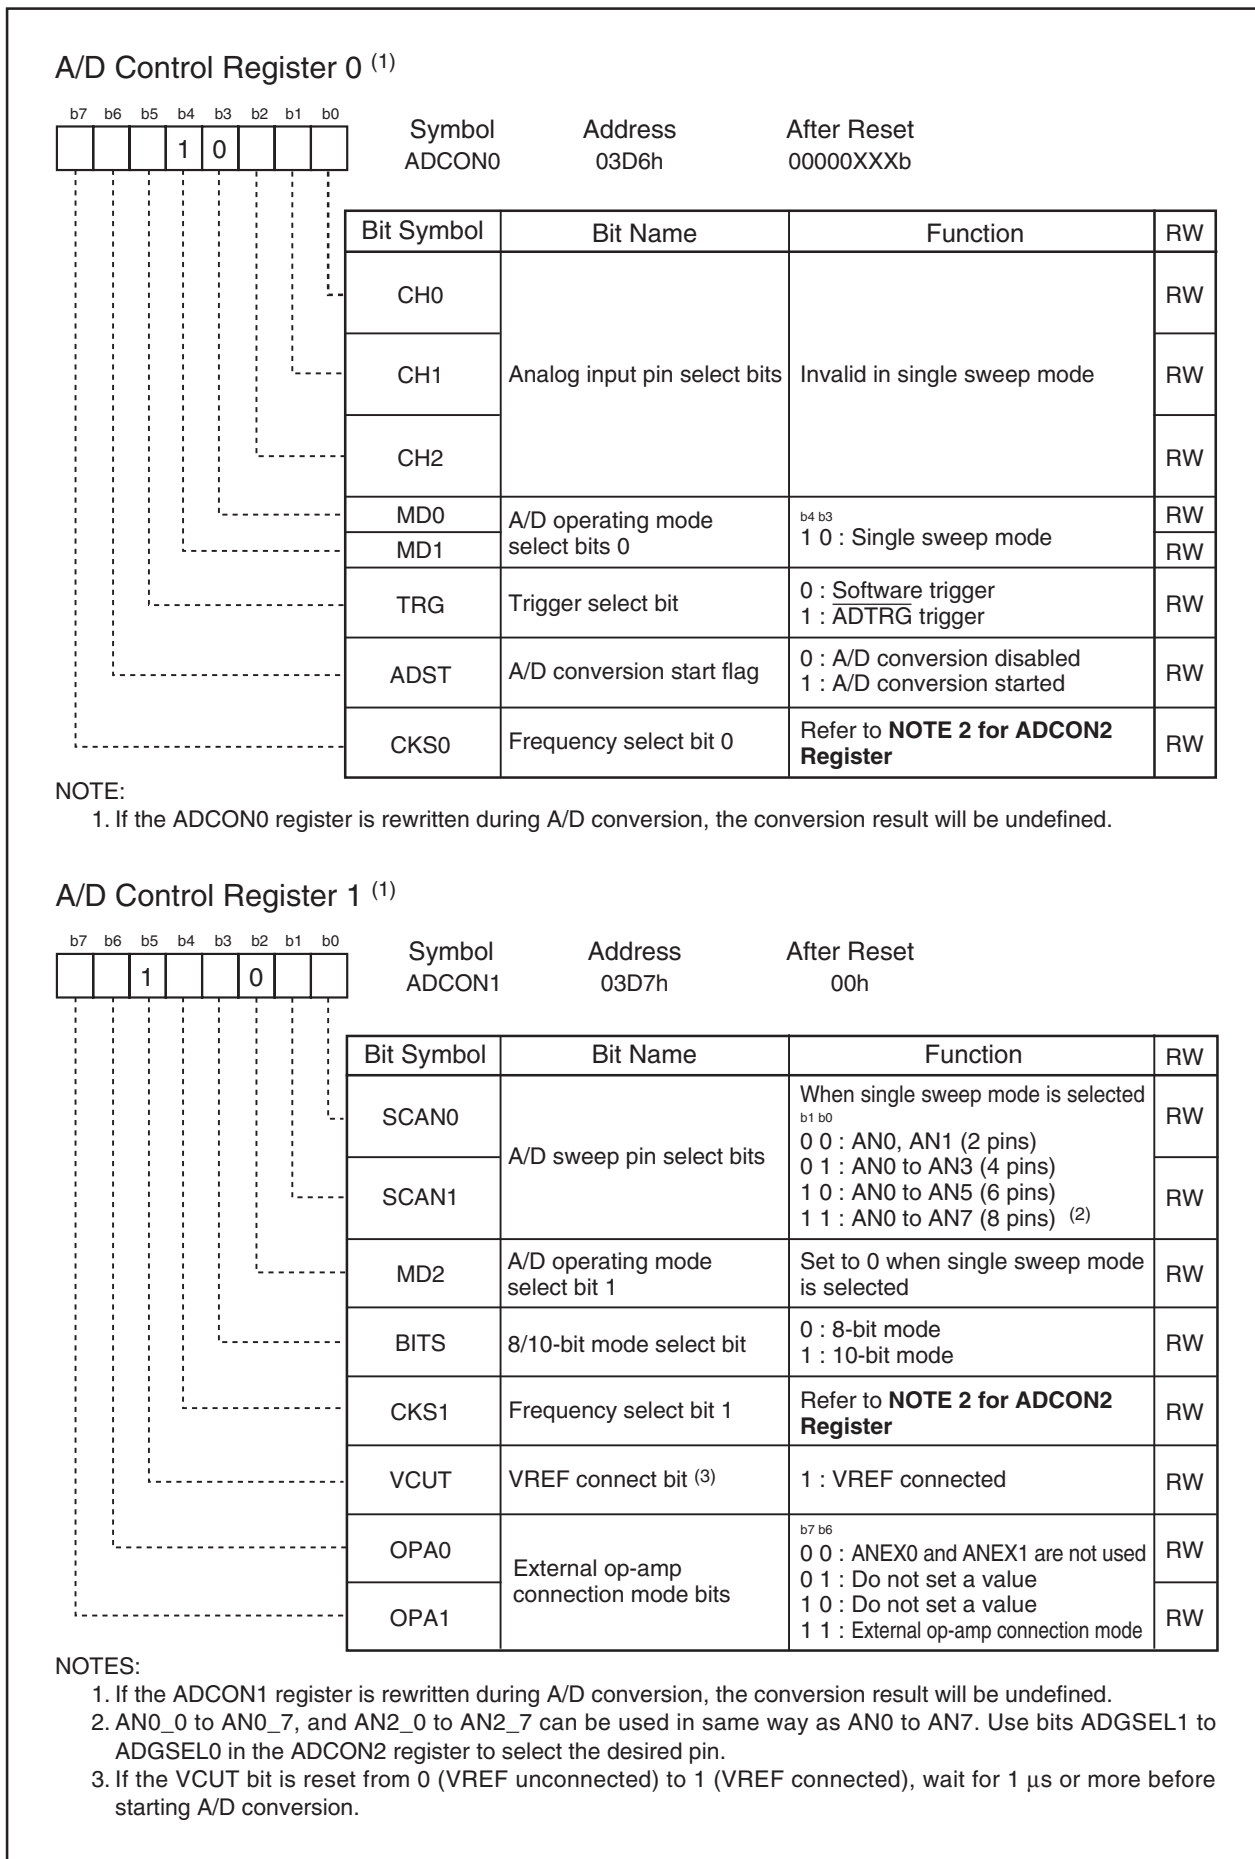 A/D Control Register 0 (1)
b7 b6 b5 b4 b3 b2 b1 b0
1 0
Symbol Address After Reset
ADCON0 03D6h 00000XXXb
Bit Symbol Bit Name Function RW
CH0 RW
CH1 Analog input pin select bits Invalid in single sweep mode RW
CH2 RW
MD0 A/D operating mode b4 b3 RW
MD1 select bits 0 1 0 : Single sweep mode RW
TRG Trigger select bit 0 : Software trigger RW
1 : ADTRG trigger
ADST A/D conversion start flag 0 : A/D conversion disabled RW
1 : A/D conversion started
CKS0 Frequency select bit 0 Refer to NOTE 2 for ADCON2 RW
Register
NOTE:
1. If the ADCON0 register is rewritten during A/D conversion, the conversion result will be undefined.
A/D Control Register 1 (1)
b7 b6 b5 b4 b3 b2 b1 b0
1 0
Symbol Address After Reset
ADCON1 03D7h 00h
Bit Symbol Bit Name Function RW
When single sweep mode is selected
SCAN0 b1 b0 RW
0 0 : AN0, AN1 (2 pins)
A/D sweep pin select bits 0 1 : AN0 to AN3 (4 pins)
SCAN1 1 0 : AN0 to AN5 (6 pins) RW
1 1 : AN0 to AN7 (8 pins) (2)
MD2 A/D operating mode Set to 0 when single sweep mode RW
select bit 1 is selected
BITS 8/10-bit mode select bit 0 : 8-bit mode RW
1 : 10-bit mode
CKS1 Frequency select bit 1 Refer to NOTE 2 for ADCON2 RW
Register
VCUT VREF connect bit (3) 1 : VREF connected RW
b7 b6
OPA0 0 0 : ANEX0 and ANEX1 are not used RW
External op-amp 0 1 : Do not set a value
connection mode bits 1 0 : Do not set a value
OPA1 1 1 : External op-amp connection mode RW
NOTES:
1. If the ADCON1 register is rewritten during A/D conversion, the conversion result will be undefined.
2. AN0_0 to AN0_7, and AN2_0 to AN2_7 can be used in same way as AN0 to AN7. Use bits ADGSEL1 to
ADGSEL0 in the ADCON2 register to select the desired pin.
3. If the VCUT bit is reset from 0 (VREF unconnected) to 1 (VREF connected), wait for 1 µs or more before
starting A/D conversion.